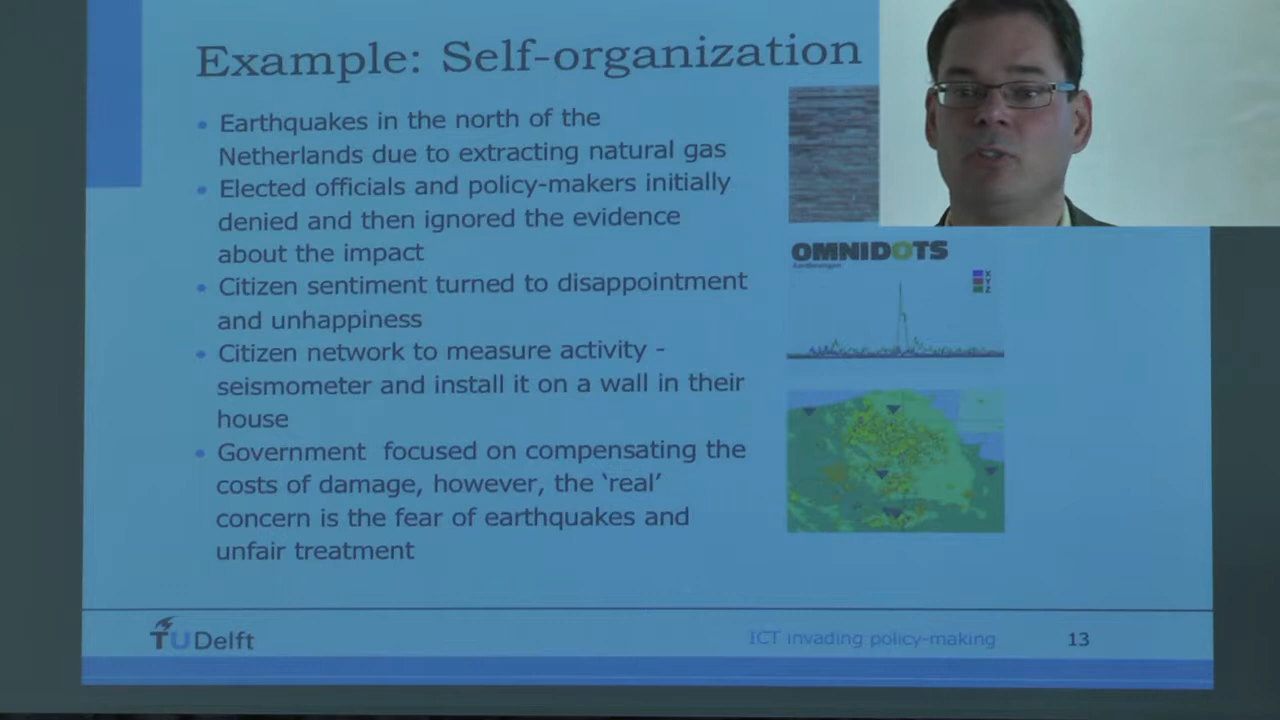 Example: Self-organization
• Earthquakes in the north of the
Netherlands due to extracting natural gas
• Elected officials and policy-makers initially
denied and then ignored the evidence
about the impact
• Citizen sentiment turned to disappointment
and unhappiness
• Citizen network to measure activity -
seismometer and install it on a wall in their
house
• Government focused on compensating the
costs of damage, however, the ‘real’
concern is the fear of earthquakes and
unfair treatment
OMNIDOTS
X
Y
Z
TUDelft
ICT invading policy-making
13